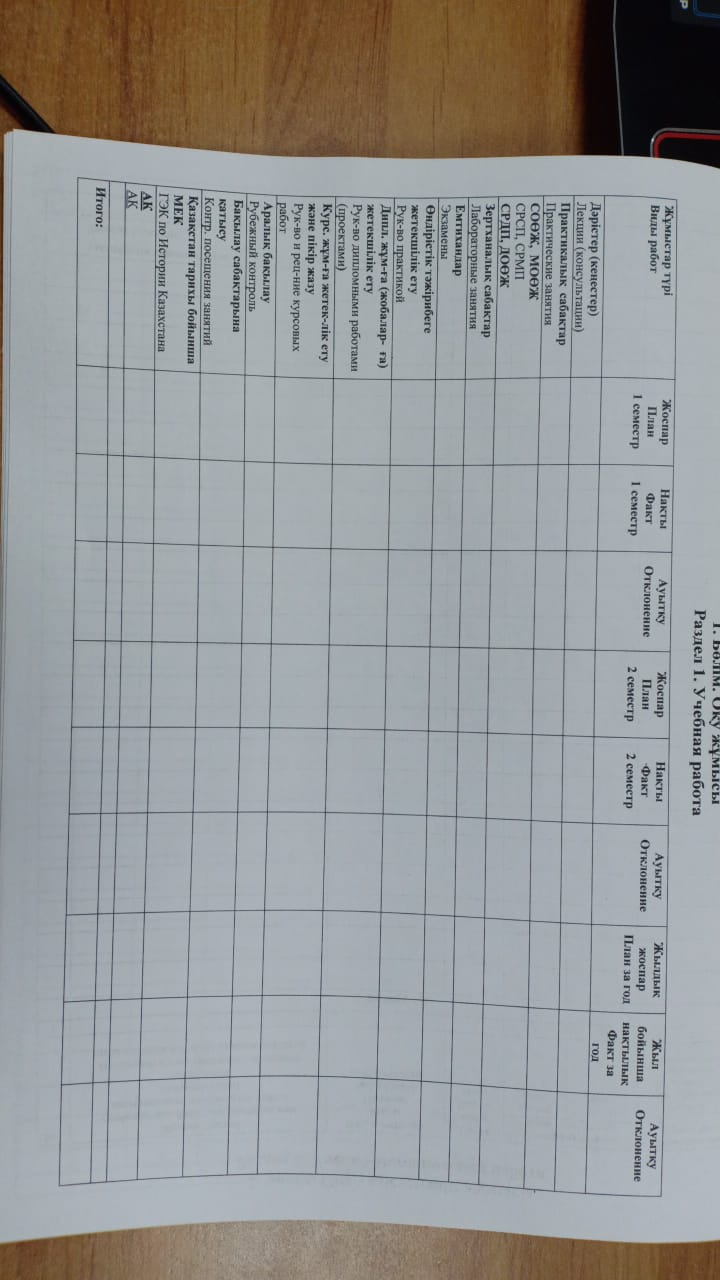 1. Бөлім. Оқу жұмысы
Раздел 1. Учебная работа
Жұмыстар түрі
Виды работ
Жоспар
План
1 семестр
Нақты
Факт
1 семестр
Ауытқу
Отклонение
Жоспар
План
2 семестр
Нақты
Факт
2 семестр
Ауытқу
Отклонение
Жылдық
жоспар
План за год
Жыл
бойынша
нақтылық
Факт за
год
Ауытқу
Отклонение
Дәрістер (кеңестер)
Лекции (консультации)
Практикалық сабақтар
Практические занятия
СОӨЖ, МОӨЖ
СРСП, СРМП
СРДП, ДОӨЖ
Зертханалық сабақтар
Лабораторные занятия
Емтихандар
Экзамены
Өндірістік тәжірибеге
жетекшілік ету
Рук-во практикой
Дипл. жұм-ға (жобалар- ға)
жетекшілік ету
Рук-во дипломными работами
(проектами)
Курс. жұм-ға жетек-лік ету
және пікір жазу
Рук-во и рец-ние курсовых
работ
Аралық бақылау
Рубежный контроль
Бақылау сабақтарына
қатысу
Контр. посещения занятий
Қазақстан тарихы бойынша
МЕК
ГЭК по Истории Казахстана
АК
АК
Итого: